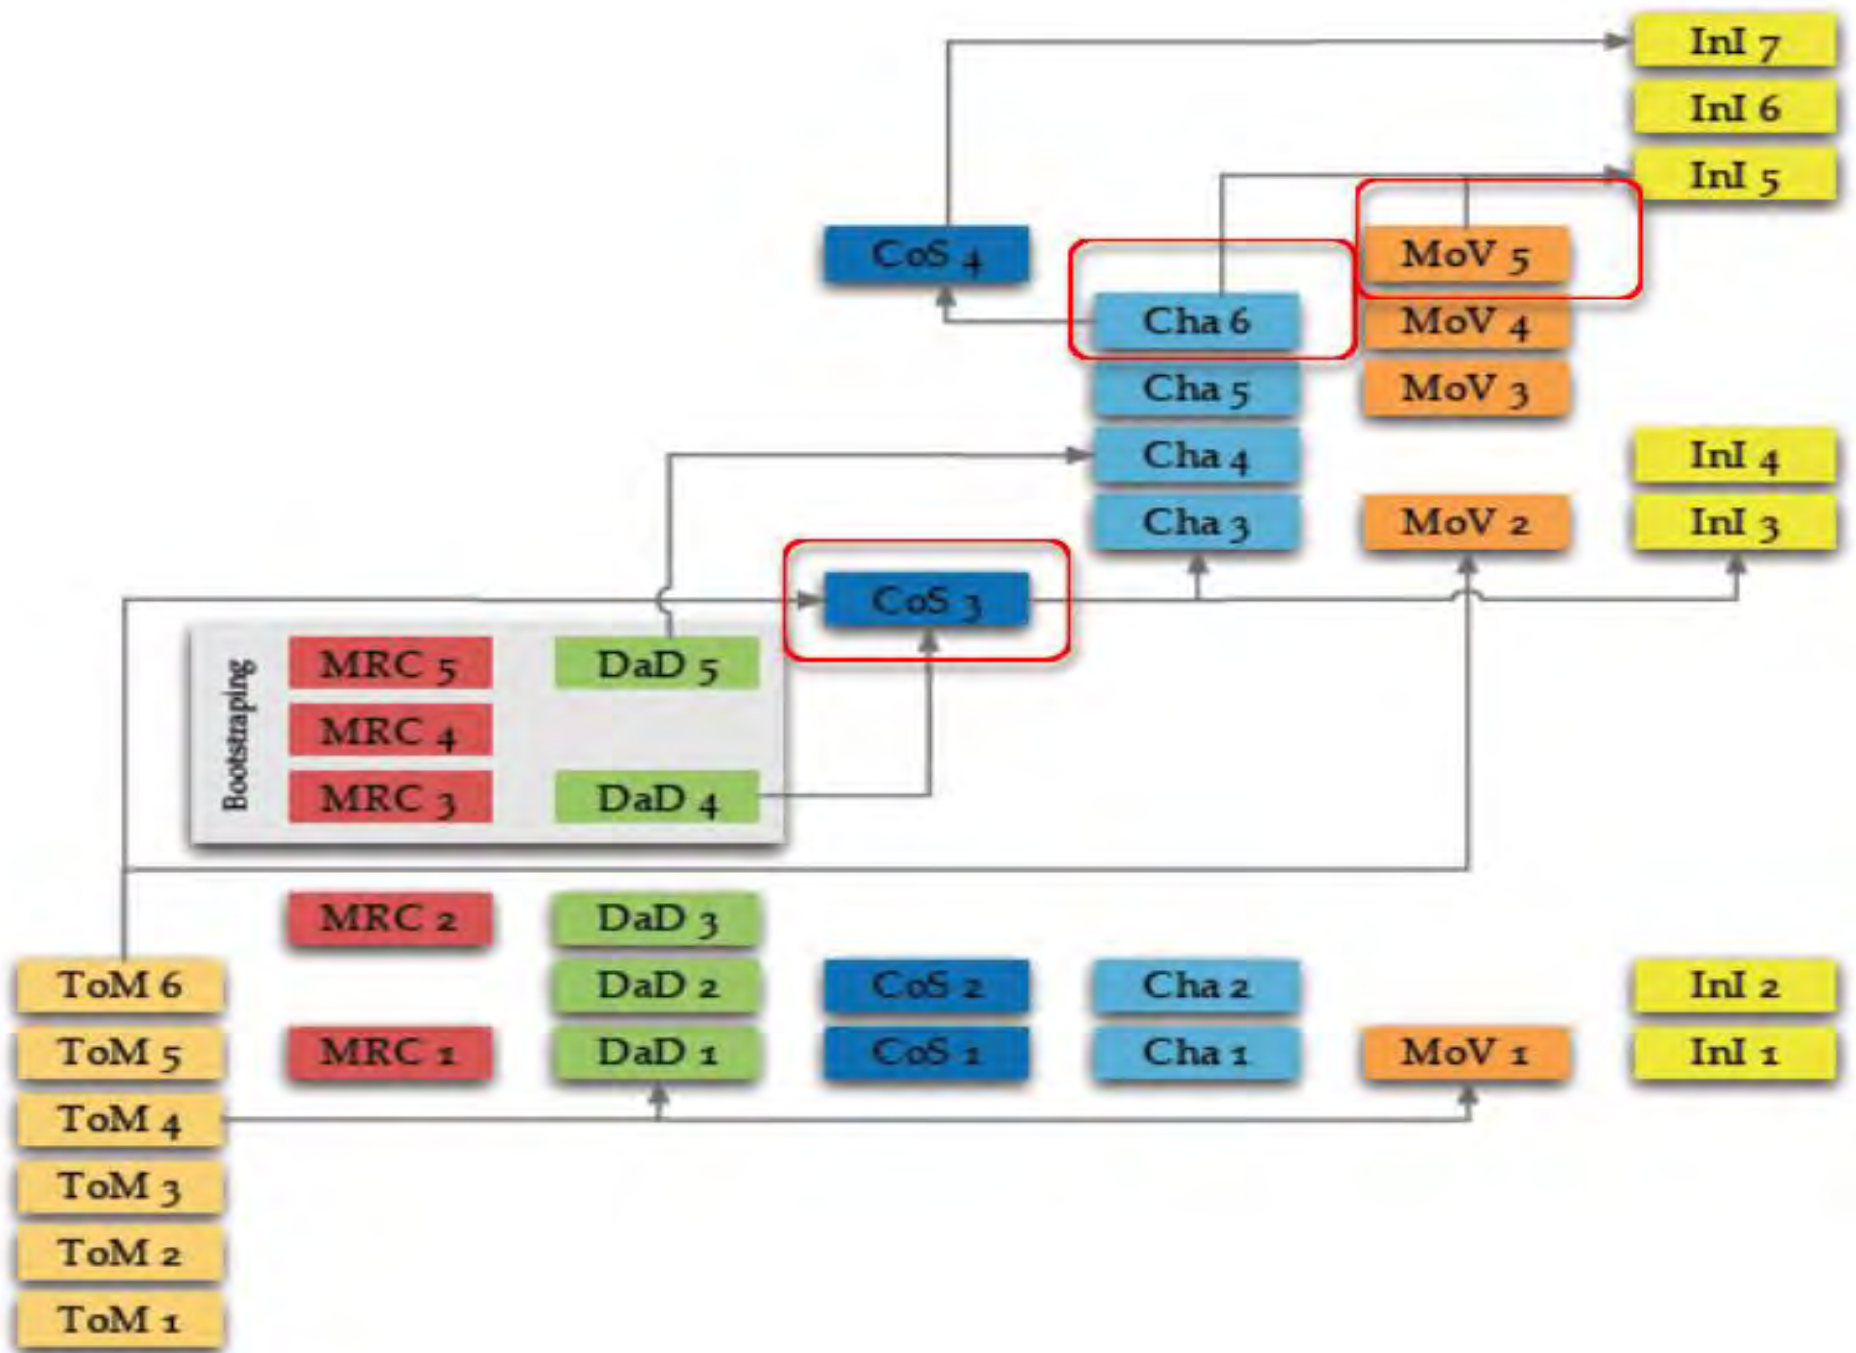 InI 7
InI 6
InI 5
CoS 4
MoV 5
Cha 6
MoV 4
Cha 5
MoV 3
Cha 4
InI 4
Cha 3
MoV 2
InI 3
CoS 3
Bootstraping
MRC 5
DaD 5
MRC 4
MRC 3
DaD 4
MRC 2
DaD 3
ToM 6
DaD 2
CoS 2
Cha 2
InI 2
ToM 5
MRC 1
DaD 1
CoS 1
Cha 1
MoV 1
InI 1
ToM 4
ToM 3
ToM 2
ToM 1